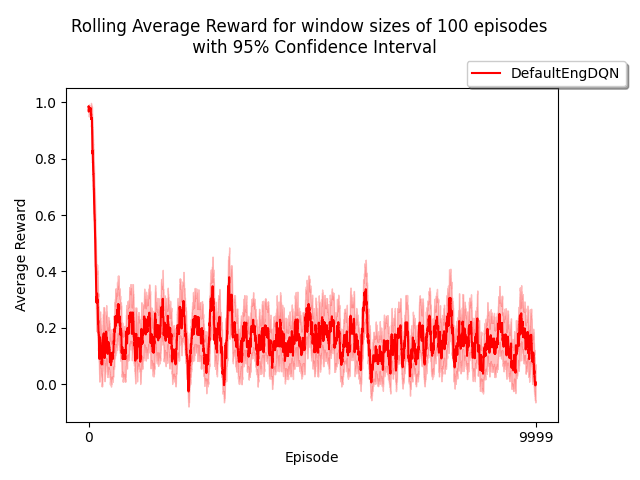 Rolling Average Reward for window sizes of 100 episodes
with 95% Confidence Interval
DefaultEngDQN
1.0
0.8
0.6
0.4
0.2
0.0
Average Reward
0
9999
Episode